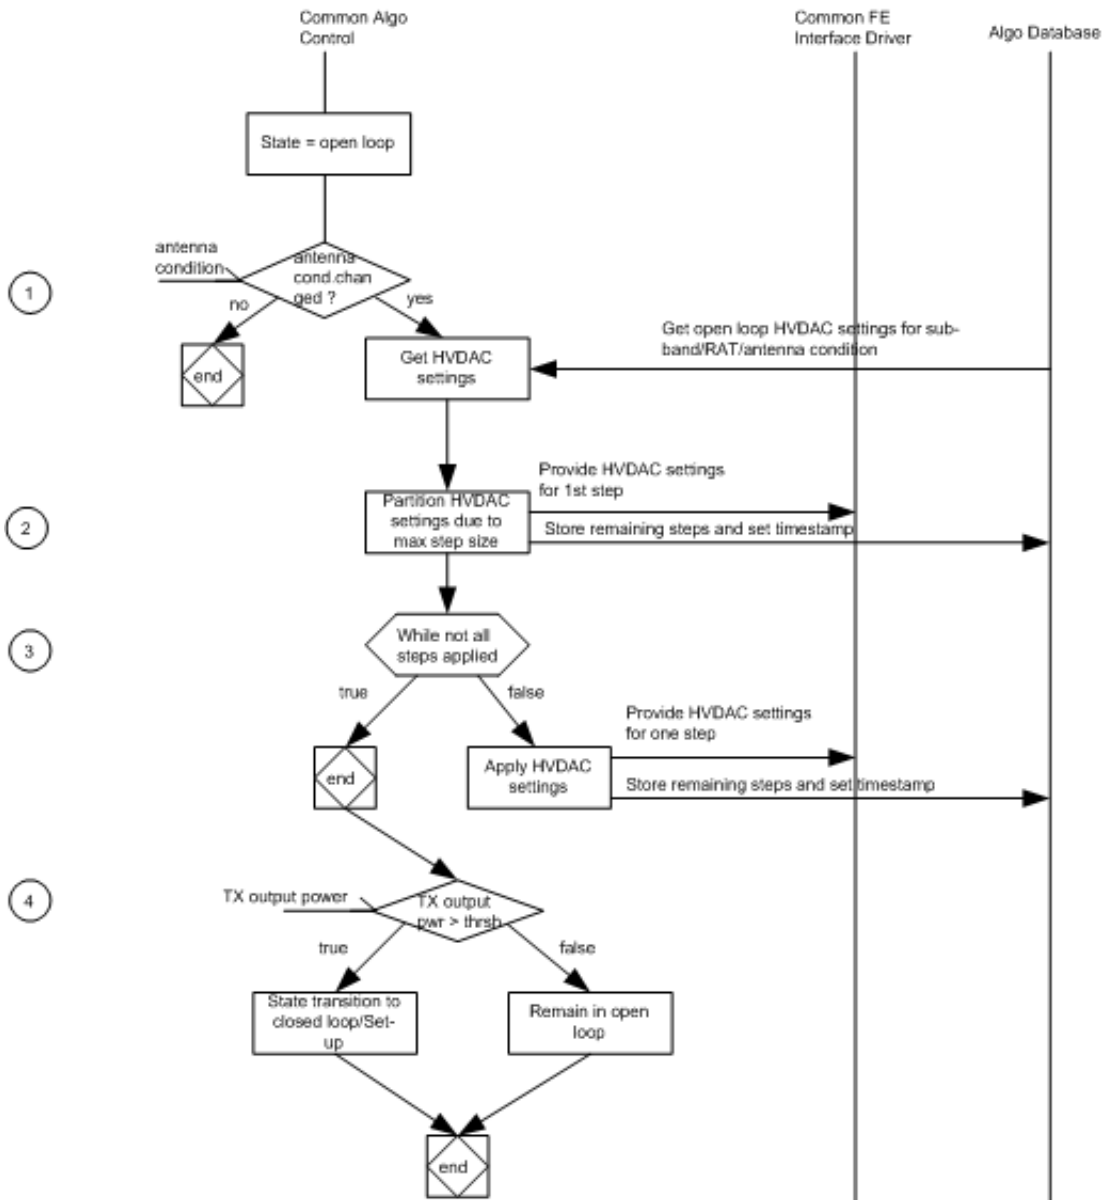 Common Algo
Control
Common FE
Interface Driver
Algo Database
State = open loop
antenna
condition
antenna
cond.chan
ged ?
1
no
yes
Get open loop HVDAC settings for sub-
band/RAT/antenna condition
Get HVDAC
settings
end
Provide HVDAC settings
for 1st step
2
Partition HVDAC
settings due to
max step size
Store remaining steps and set timestamp
3
While not all
steps applied
true
false
Provide HVDAC settings
for one step
end
Apply HVDAC
settings
Store remaining steps and set timestamp
4
TX output power
TX output
pwr > thrsh
true
false
State transition to
closed loop/Set-
up
Remain in open
loop
end